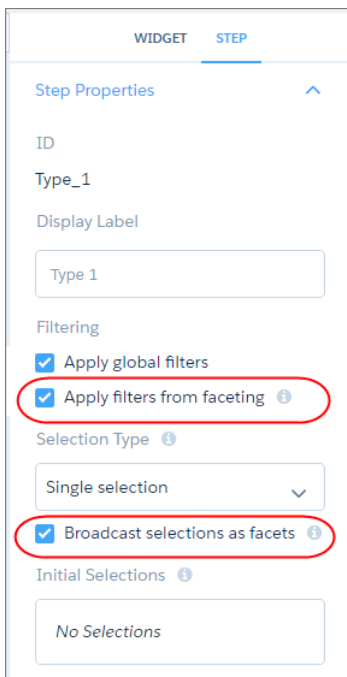 WIDGET STEP
Step Properties
ID
Type_1
Display Label
Type 1
Filtering
Apply global filters
Apply filters from faceting
Selection Type
Single selection
Broadcast selections as facets
Initial Selections
No Selections